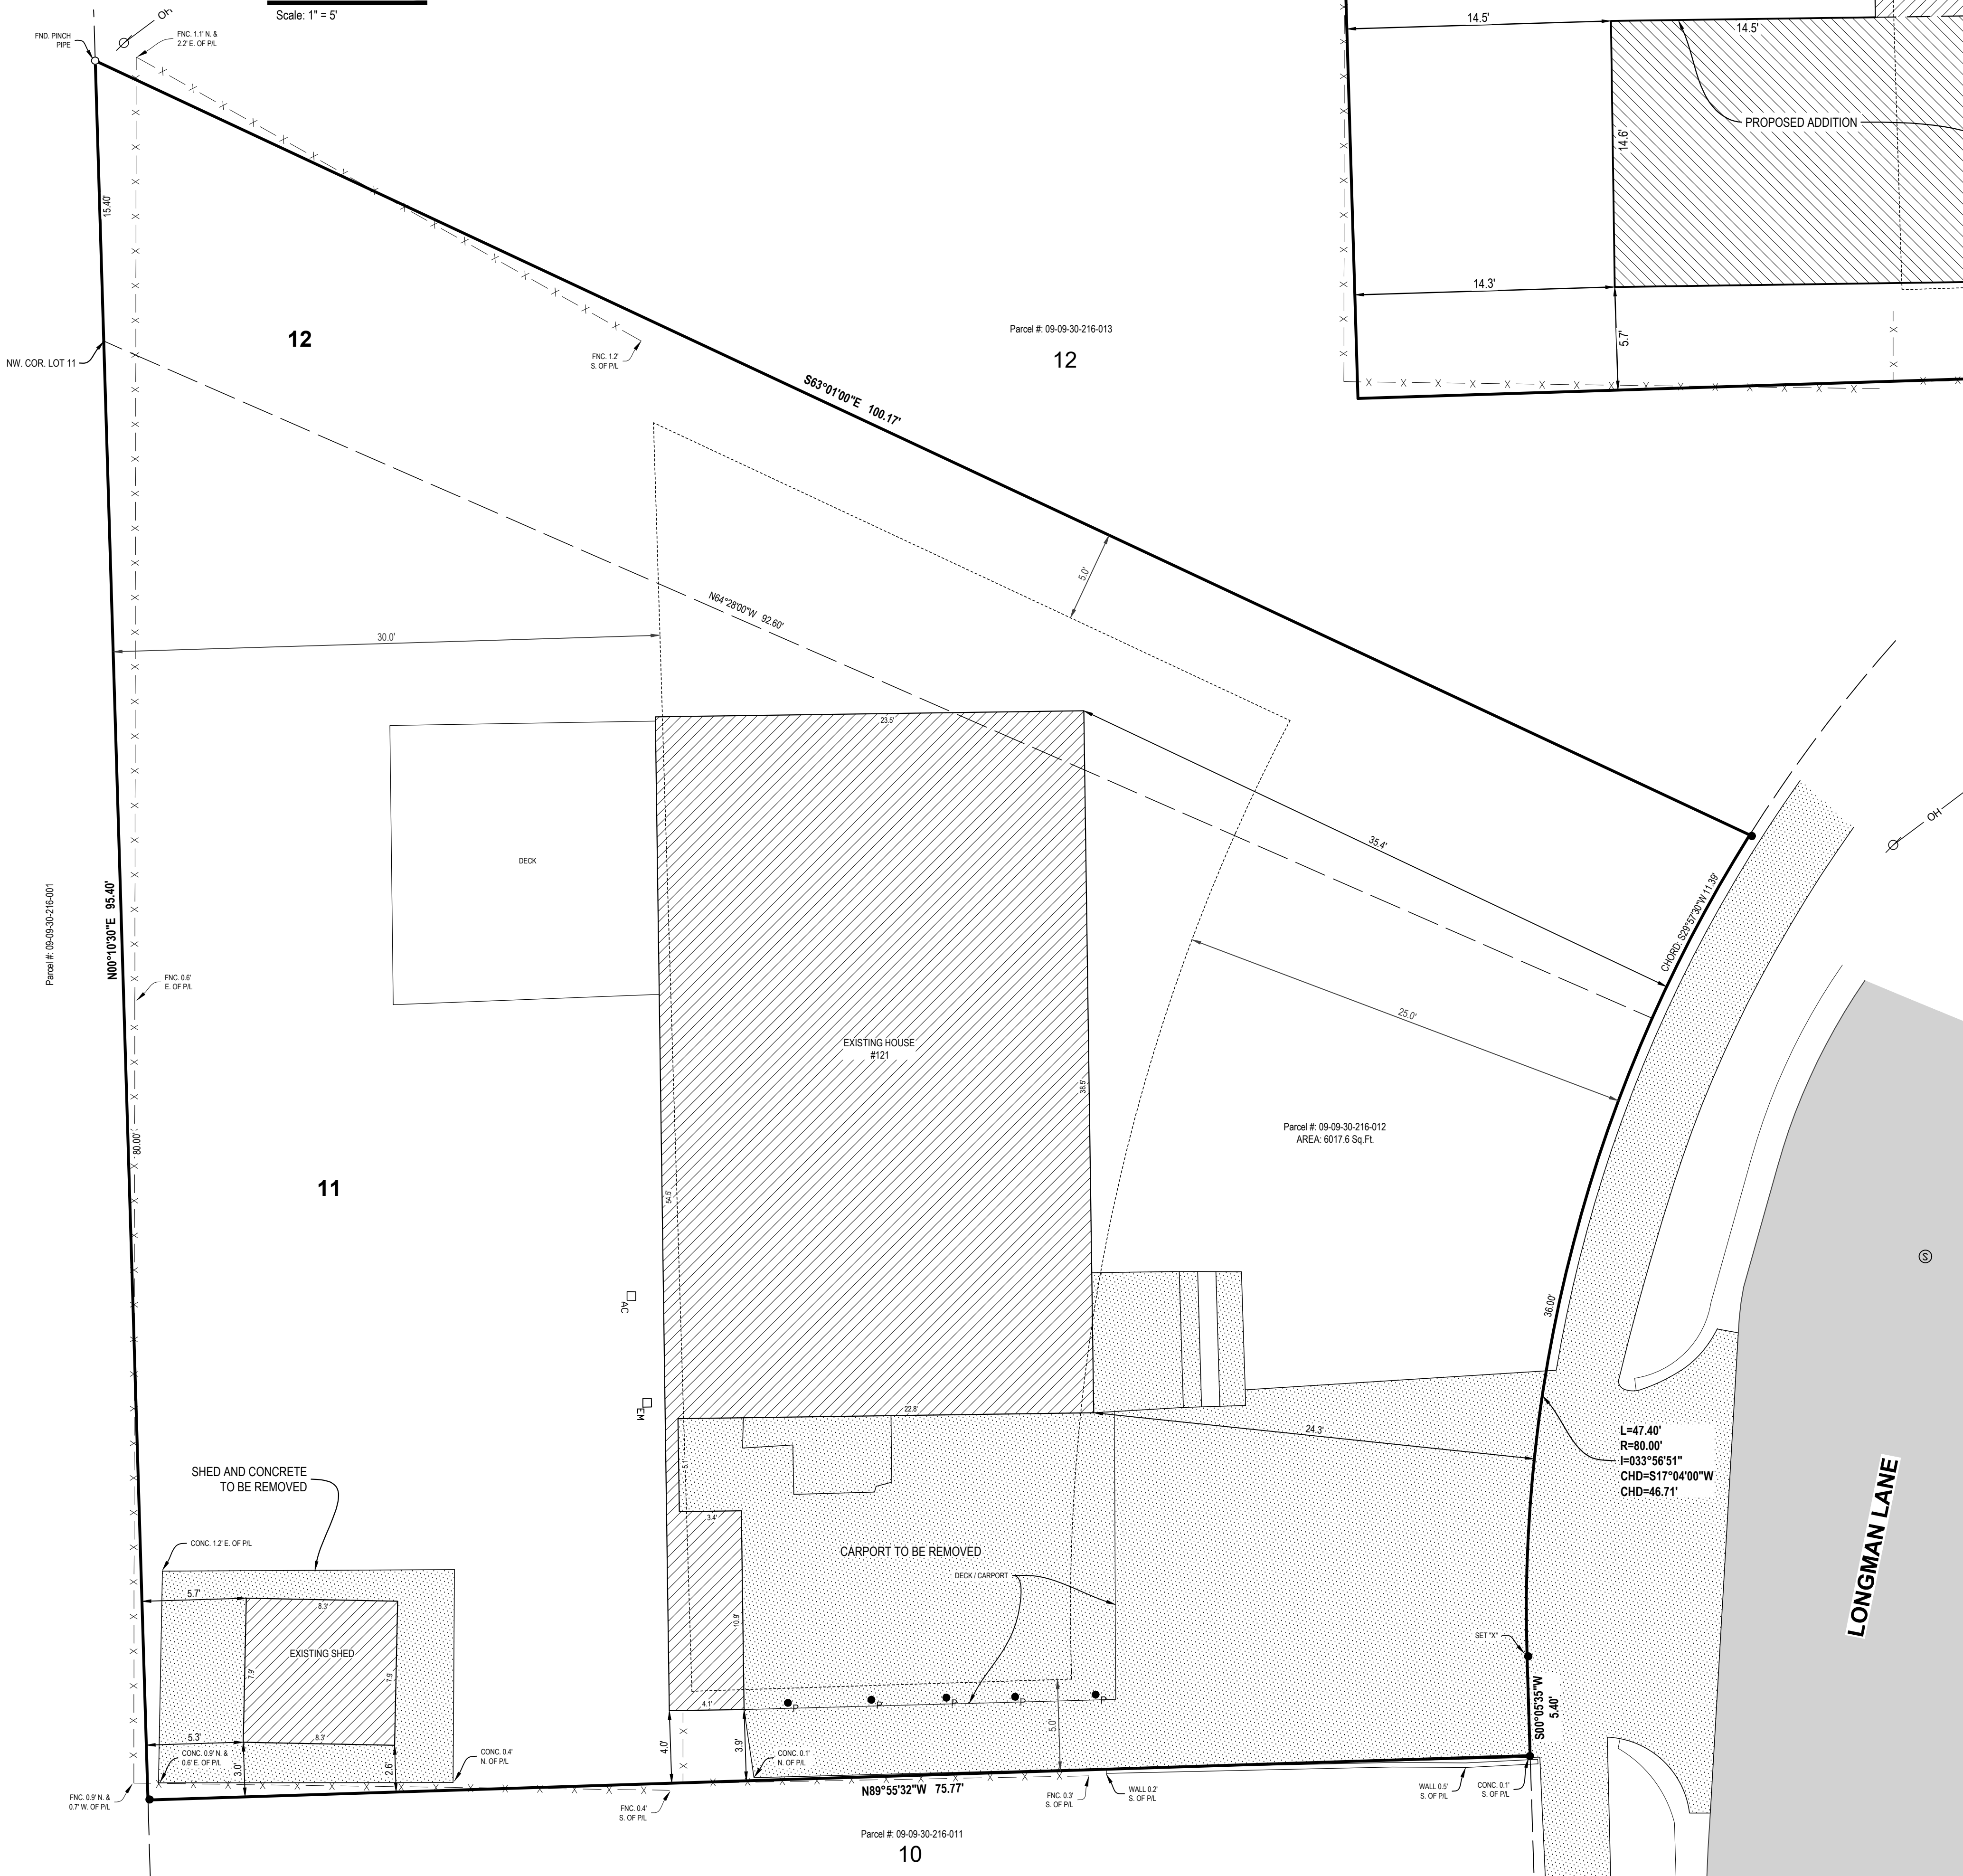 Scale: 1" = 5'
OH
FND. PINCH
PIPE
FNC. 1.1' N. &
2.2' E. OF P/L
14.5'
14.5'
PROPOSED ADDITION
14.6'
14.3'
5.7'
15.40'
12
NW. COR. LOT 11
FNC. 1.2'
S. OF P/L
Parcel #: 09-09-30-216-013
12
S63°01'00"E 100.17'
5.0'
N64°28'00"W 92.60'
30.0'
23.5'
DECK
35.4'
CHORD: S29°57'30"W 11.39'
OH
Parcel #: 09-09-30-216-001
N00°10'30"E 95.40'
FNC. 0.6'
E. OF P/L
25.0'
EXISTING HOUSE
#121
38.5'
Parcel #: 09-09-30-216-012
AREA: 6017.6 Sq.Ft.
80.00'
11
54.5'
S
AC
36.00'
EM
22.8'
24.3'
L=47.40'
R=80.00'
I=033°56'51"
CHD=S17°04'00"W
CHD=46.71'
LONGMAN LANE
SHED AND CONCRETE
TO BE REMOVED
5.1'
3.4'
CONC. 1.2' E. OF P/L
CARPORT TO BE REMOVED
DECK / CARPORT
5.7'
8.3'
10.9'
EXISTING SHED
7.9'
7.9'
SET "X"
4.1'
P
P
P
P
P
S00°05'35"W
5.40'
5.3'
8.3'
4.0'
3.9'
5.0'
CONC. 0.9' N. &
0.6' E. OF P/L
3.0'
2.6'
CONC. 0.4'
N. OF P/L
CONC. 0.1'
N. OF P/L
FNC. 0.9' N. &
0.7' W. OF P/L
FNC. 0.4'
S. OF P/L
N89°55'32"W 75.77'
FNC. 0.3'
S. OF P/L
WALL 0.2'
S. OF P/L
WALL 0.5'
S. OF P/L
CONC. 0.1'
S. OF P/L
Parcel #: 09-09-30-216-011
10